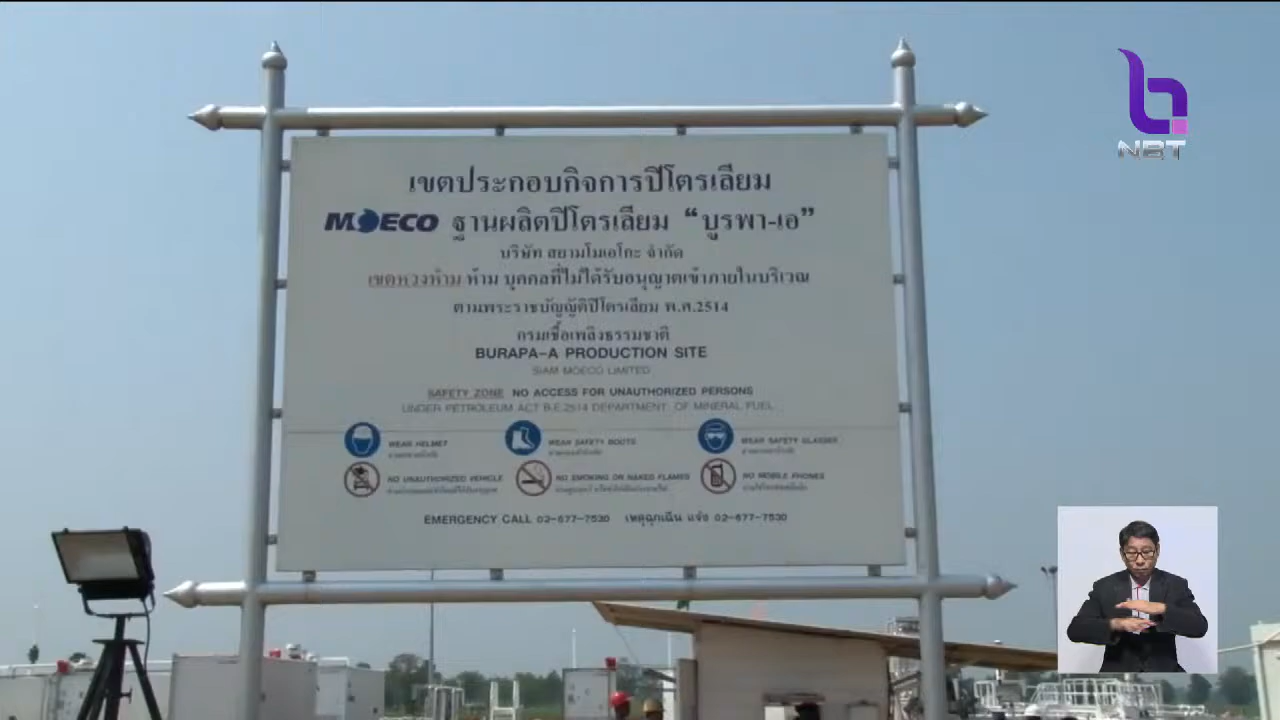 NBT
เขตประกอบกิจการปิโตรเลียม
MOECO ฐานผลิตปิโตรเลียม “บูรพา-เอ”
บริษัท สยามโมเอโกะ จำกัด
เขตหวงห้าม ห้าม บุคคลที่ไม่ได้รับอนุญาตเข้าภายในบริเวณ
ตามพระราชบัญญัติปิโตรเลียม พ.ศ.2514
กรมเชื้อเพลิงธรรมชาติ
BURAPA-A PRODUCTION SITE
SIAM MOECO LIMITED
SAFETY ZONE NO ACCESS FOR UNAUTHORIZED PERSONS
UNDER PETROLEUM ACT B.E.2514 DEPARTMENT OF MINERAL FUEL
WEAR HELMET WEAR SAFETY BOOTS WEAR SAFETY GLASSES
NO UNAUTHORIZED VEHICLE NO SMOKING OR NAKED FLAMES NO MOBILE PHONES
EMERGENCY CALL 02-677-7530 เหตุฉุกเฉิน แจ้ง 02-677-7530